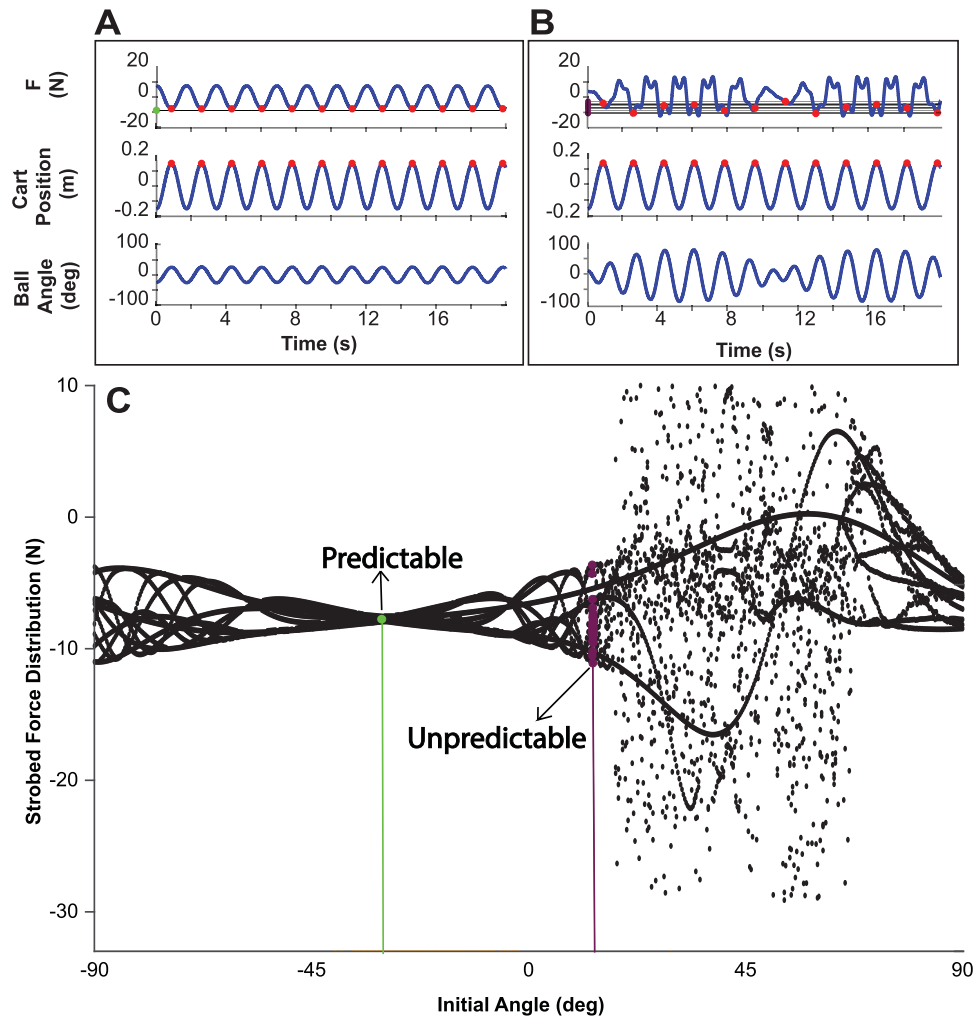 A
B
F
(N)
20
0
-20
20
0
-20
Cart
Position
(m)
0.2
0
-0.2
0.2
0
-0.2
Ball
Angle
(deg)
100
0
-100
100
0
-100
0 4 8 12 16
0 4 8 12 16
Time (s)
Time (s)
C
Strobed Force Distribution (N)
10
0
-10
-20
-30
Predictable
Unpredictable
-90 -45 0 45 90
Initial Angle (deg)